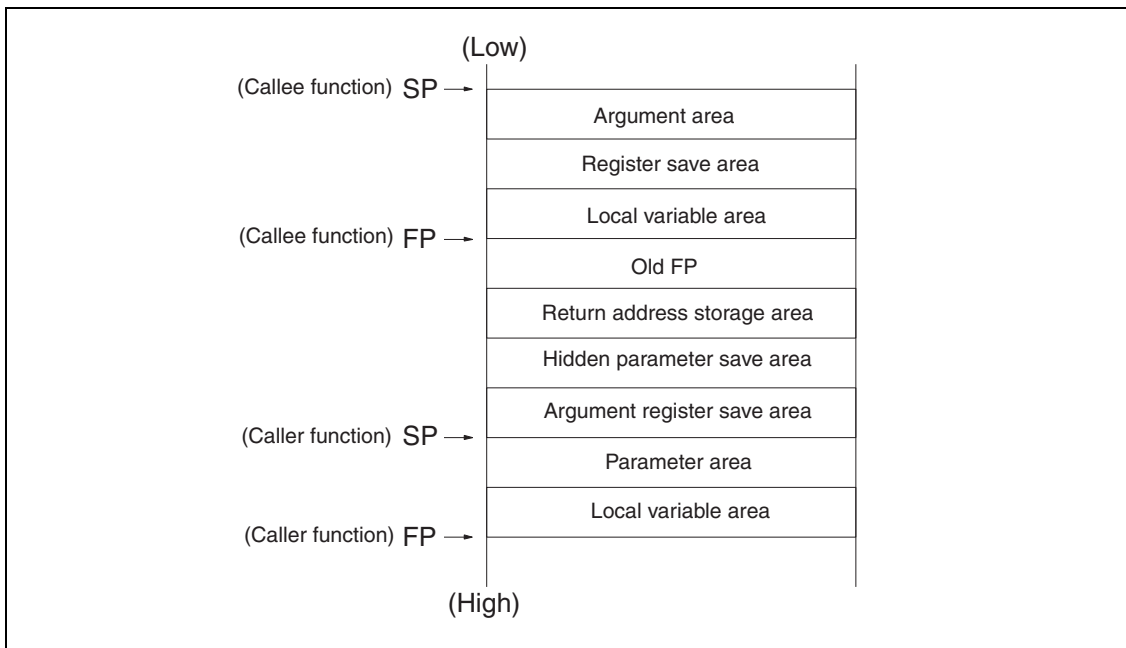 (Low)
(Callee function) SP
Argument area
Register save area
Local variable area
(Callee function) FP
Old FP
Return address storage area
Hidden parameter save area
Argument register save area
(Caller function) SP
Parameter area
Local variable area
(Caller function) FP
(High)